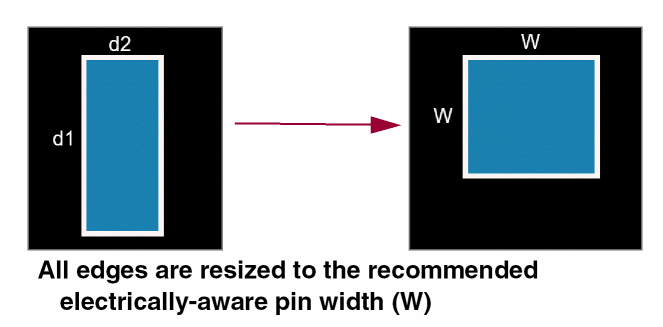 d2
W
d1
W
All edges are resized to the recommended
electrically-aware pin width (W)